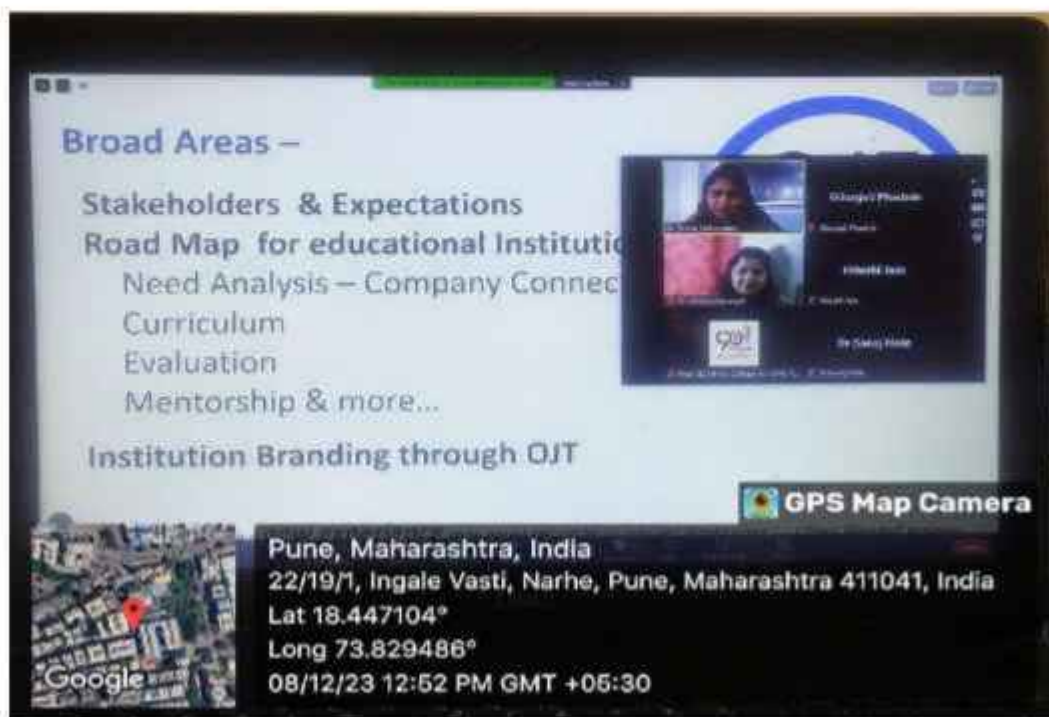 Broad Areas –
Stakeholders & Expectations
Road Map for educational Institutio
Need Analysis – Company Connec
Curriculum
Evaluation
Mentorship & more...
Institution Branding through OJT
GPS Map Camera
Pune, Maharashtra, India
22/19/1, Ingale Vasti, Narhe, Pune, Maharashtra 411041, India
Lat 18.447104°
Long 73.829486°
08/12/23 12:52 PM GMT +05:30
Google